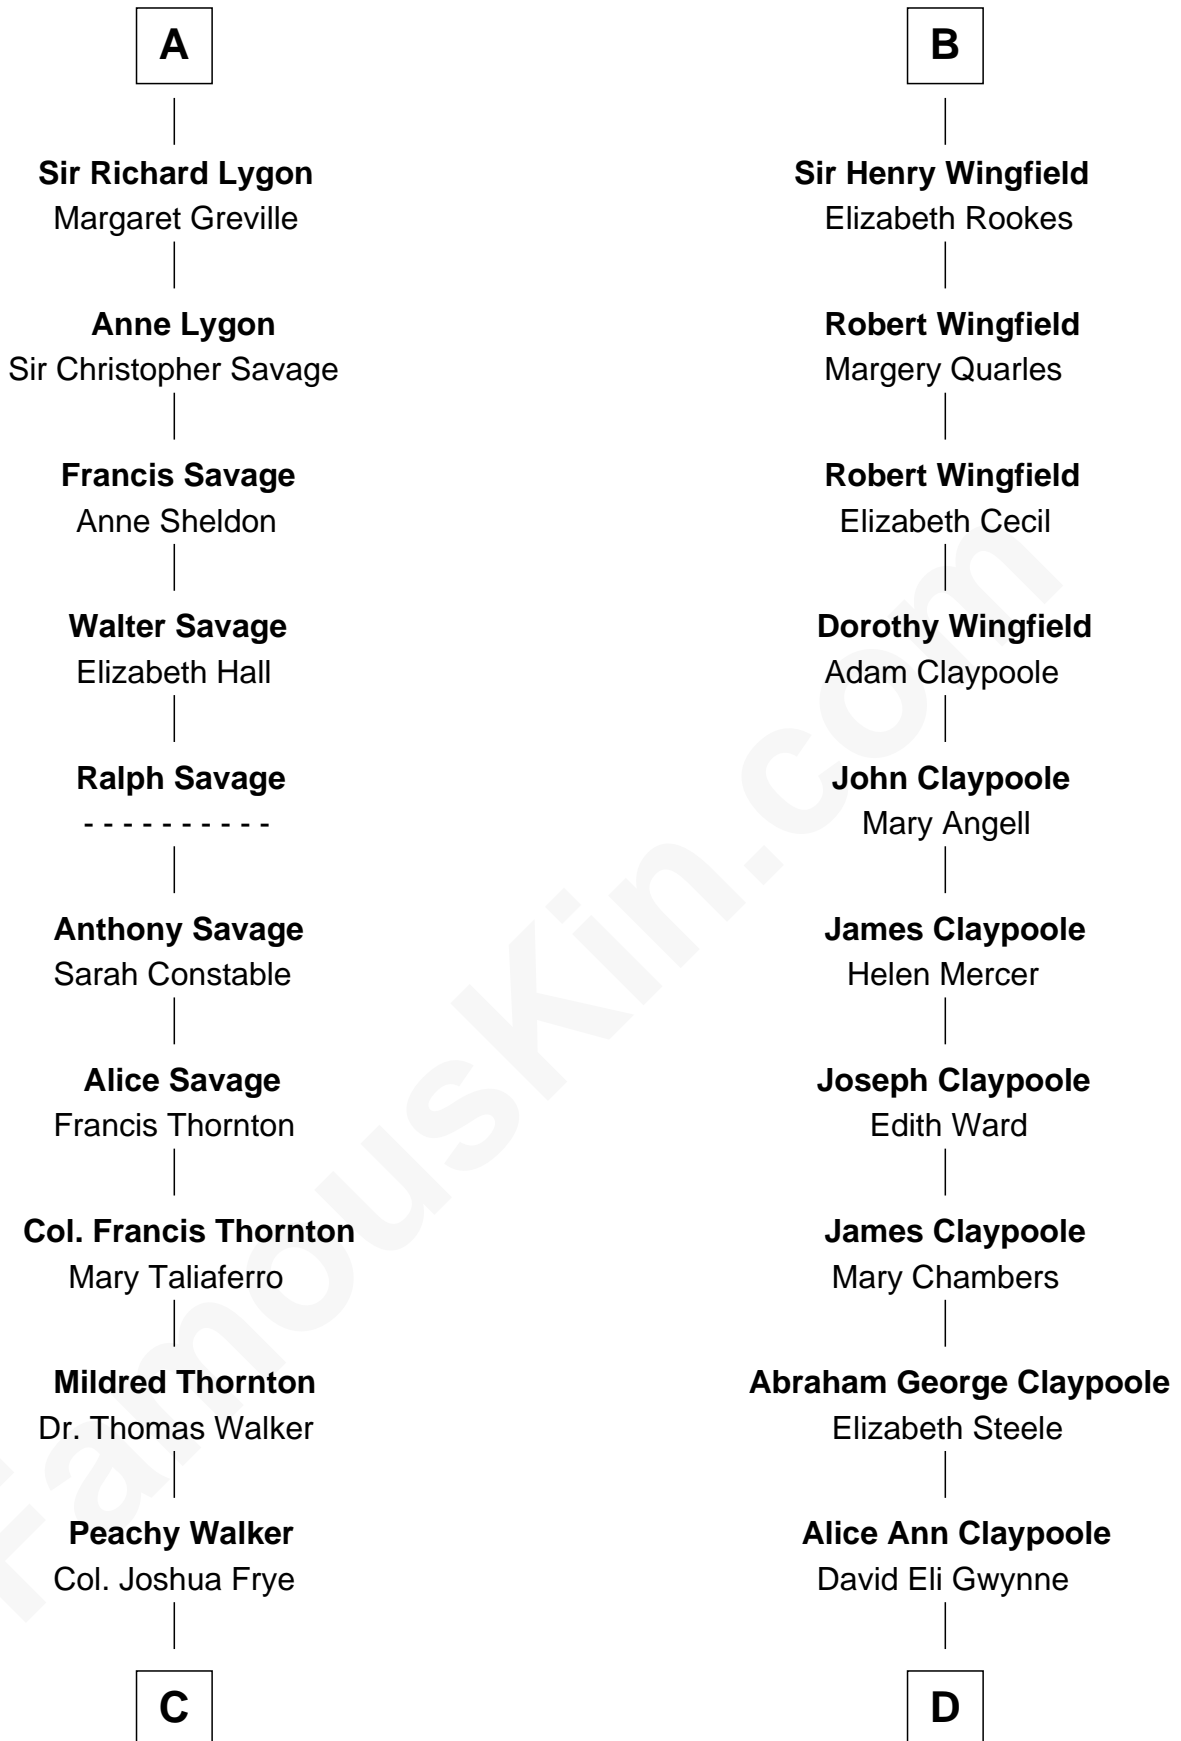 A
Sir Richard Lygon
Margaret Greville
Anne Lygon
Sir Christopher Savage
Francis Savage
Anne Sheldon
Walter Savage
Elizabeth Hall
Ralph Savage
- - - - - - - - - -
Anthony Savage
Sarah Constable
Alice Savage
Francis Thornton
Col. Francis Thornton
Mary Taliaferro
Mildred Thornton
Dr. Thomas Walker
Peachy Walker
Col. Joshua Frye
C
B
Sir Henry Wingfield
Elizabeth Rookes
Robert Wingfield
Margery Quarles
Robert Wingfield
Elizabeth Cecil
Dorothy Wingfield
Adam Claypoole
John Claypoole
Mary Angell
James Claypoole
Helen Mercer
Joseph Claypoole
Edith Ward
James Claypoole
Mary Chambers
Abraham George Claypoole
Elizabeth Steele
Alice Ann Claypoole
David Eli Gwynne
D
FamousKin.com